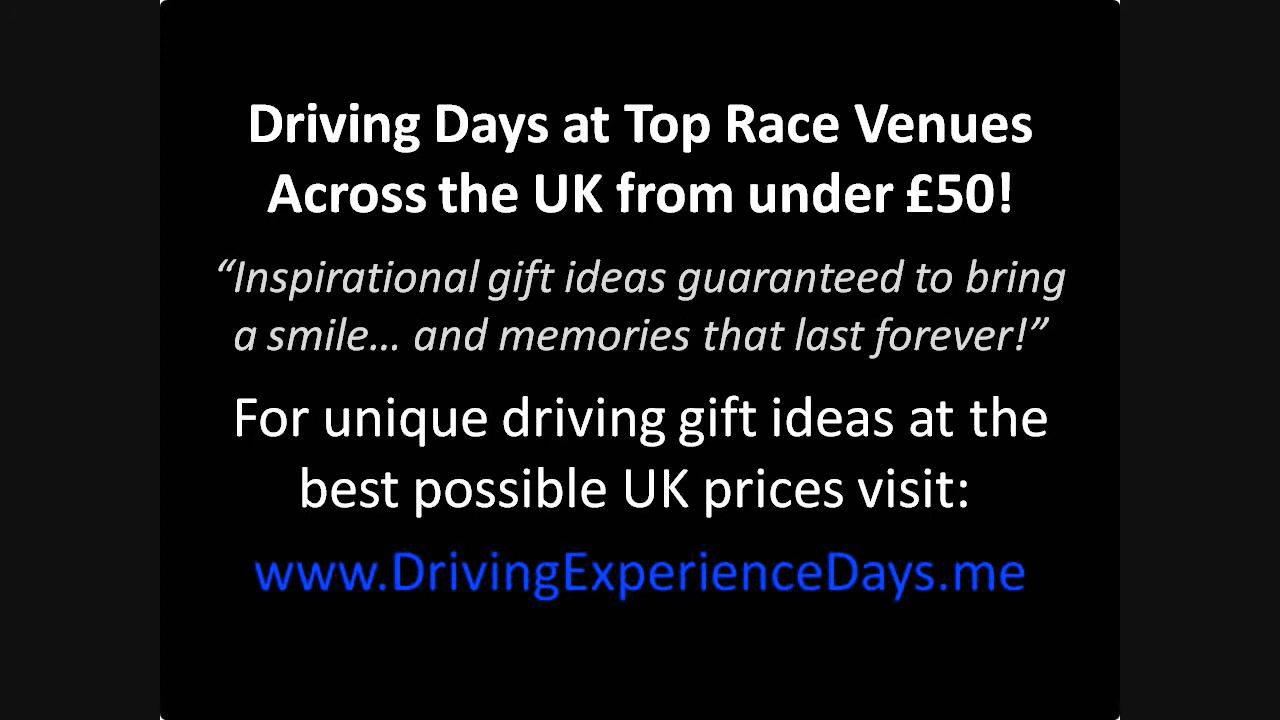 Driving Days at Top Race Venues
Across the UK from under £50!
“Inspirational gift ideas guaranteed to bring
a smile... and memories that last forever!”
For unique driving gift ideas at the
best possible UK prices visit:
www.DrivingExperienceDays.me